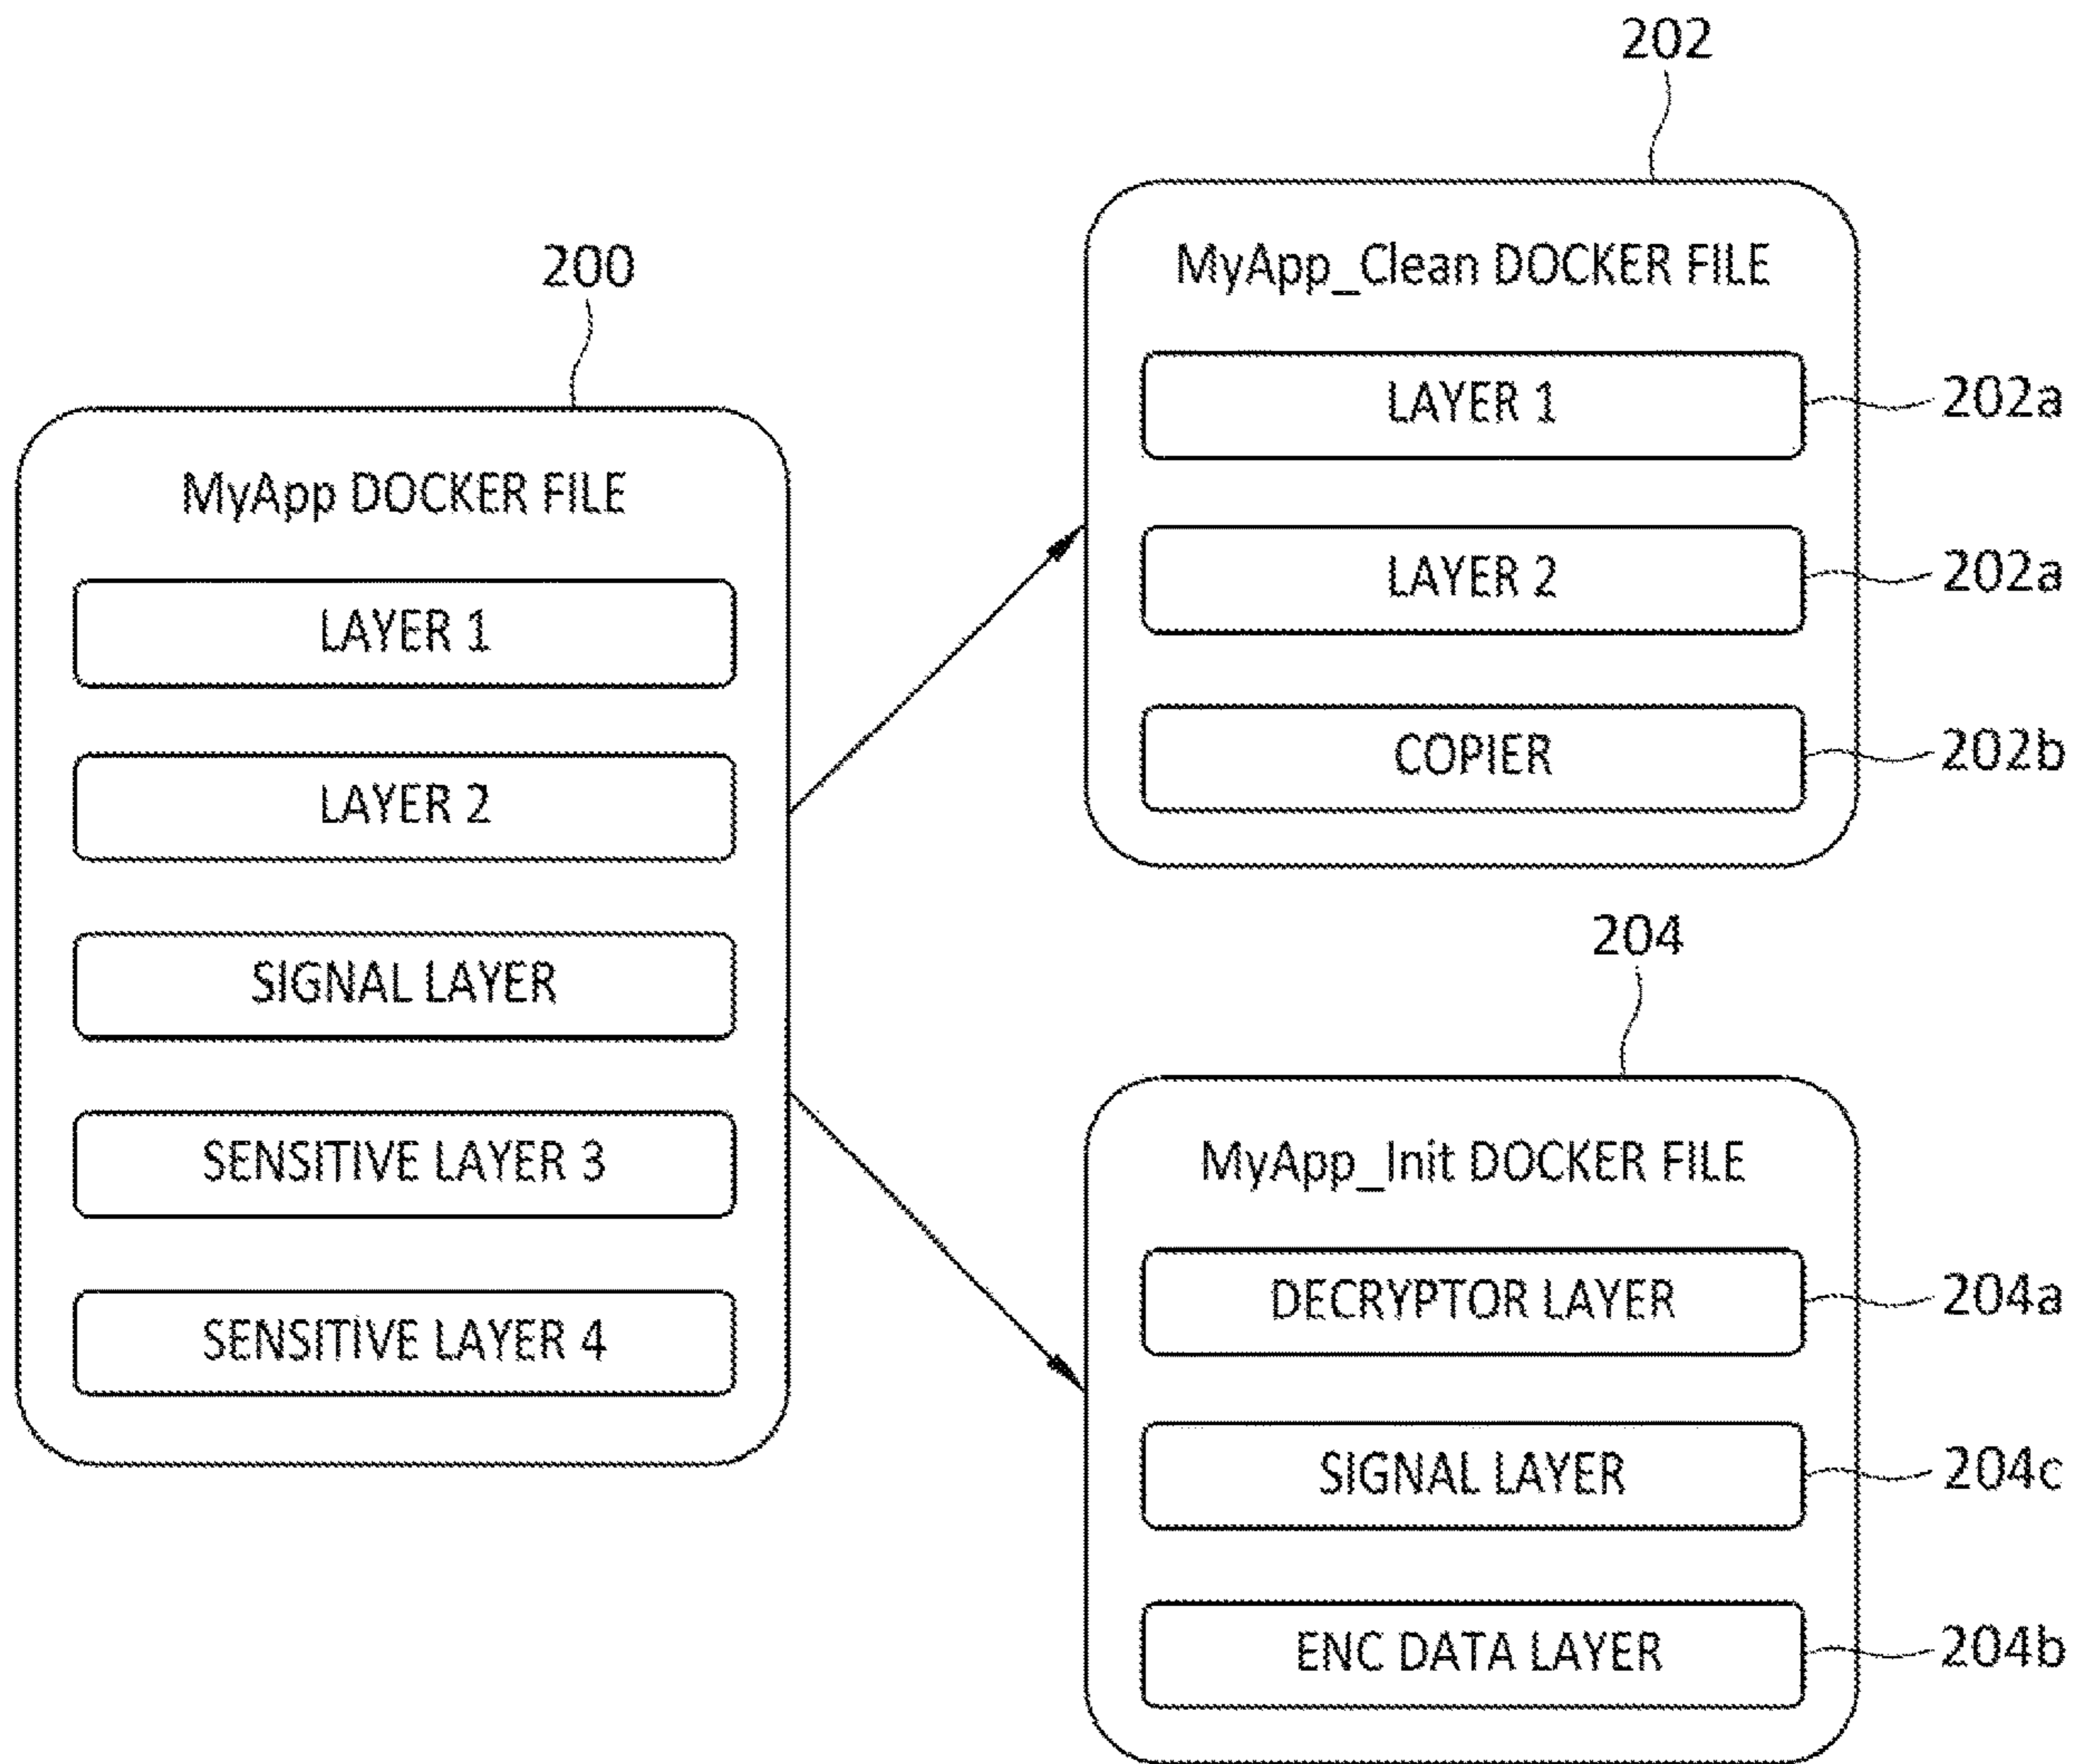 200
MyApp DOCKER FILE
LAYER 1
LAYER 2
SIGNAL LAYER
SENSITIVE LAYER 3
SENSITIVE LAYER 4
202
MyApp_Clean DOCKER FILE
LAYER 1 202a
LAYER 2 202a
COPIER 202b
204
MyApp_Init DOCKER FILE
DECRYPTOR LAYER 204a
SIGNAL LAYER 204c
ENC DATA LAYER 204b